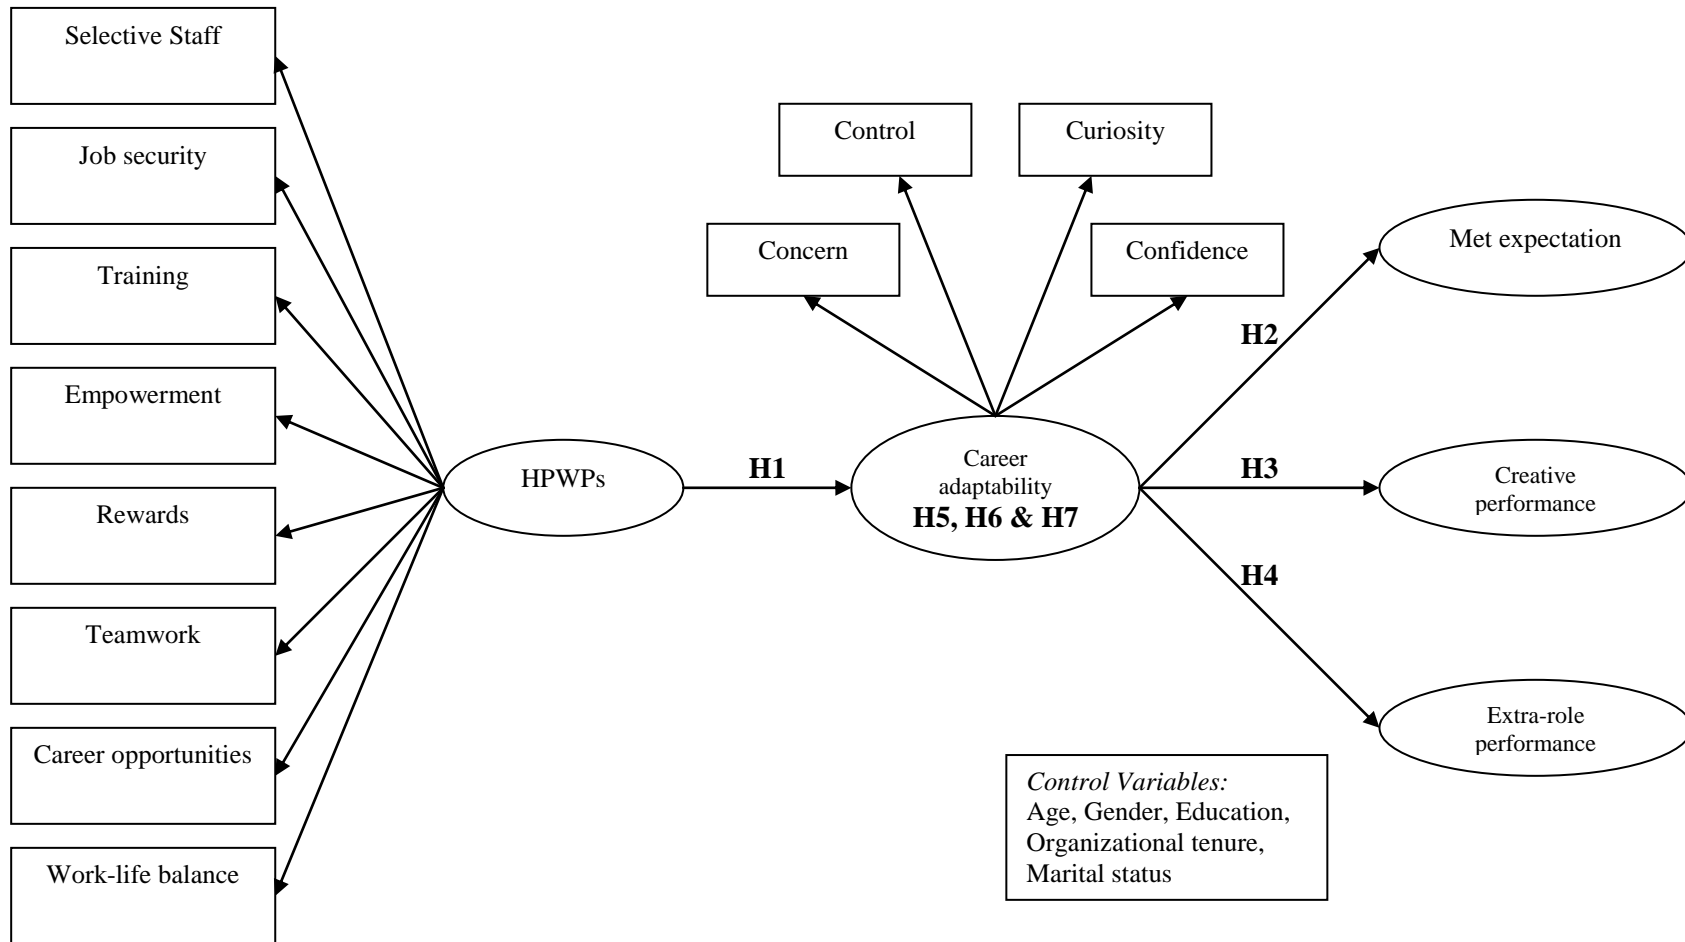 Selective Staff
Job security
Training
Empowerment
Rewards
Teamwork
Career opportunities
Work-life balance
HPWPs
H1
Control
Curiosity
Concern
Confidence
Career
adaptability
H5, H6 & H7
H2
H3
H4
Met expectation
Creative
performance
Extra-role
performance
Control Variables:
Age, Gender, Education,
Organizational tenure,
Marital status